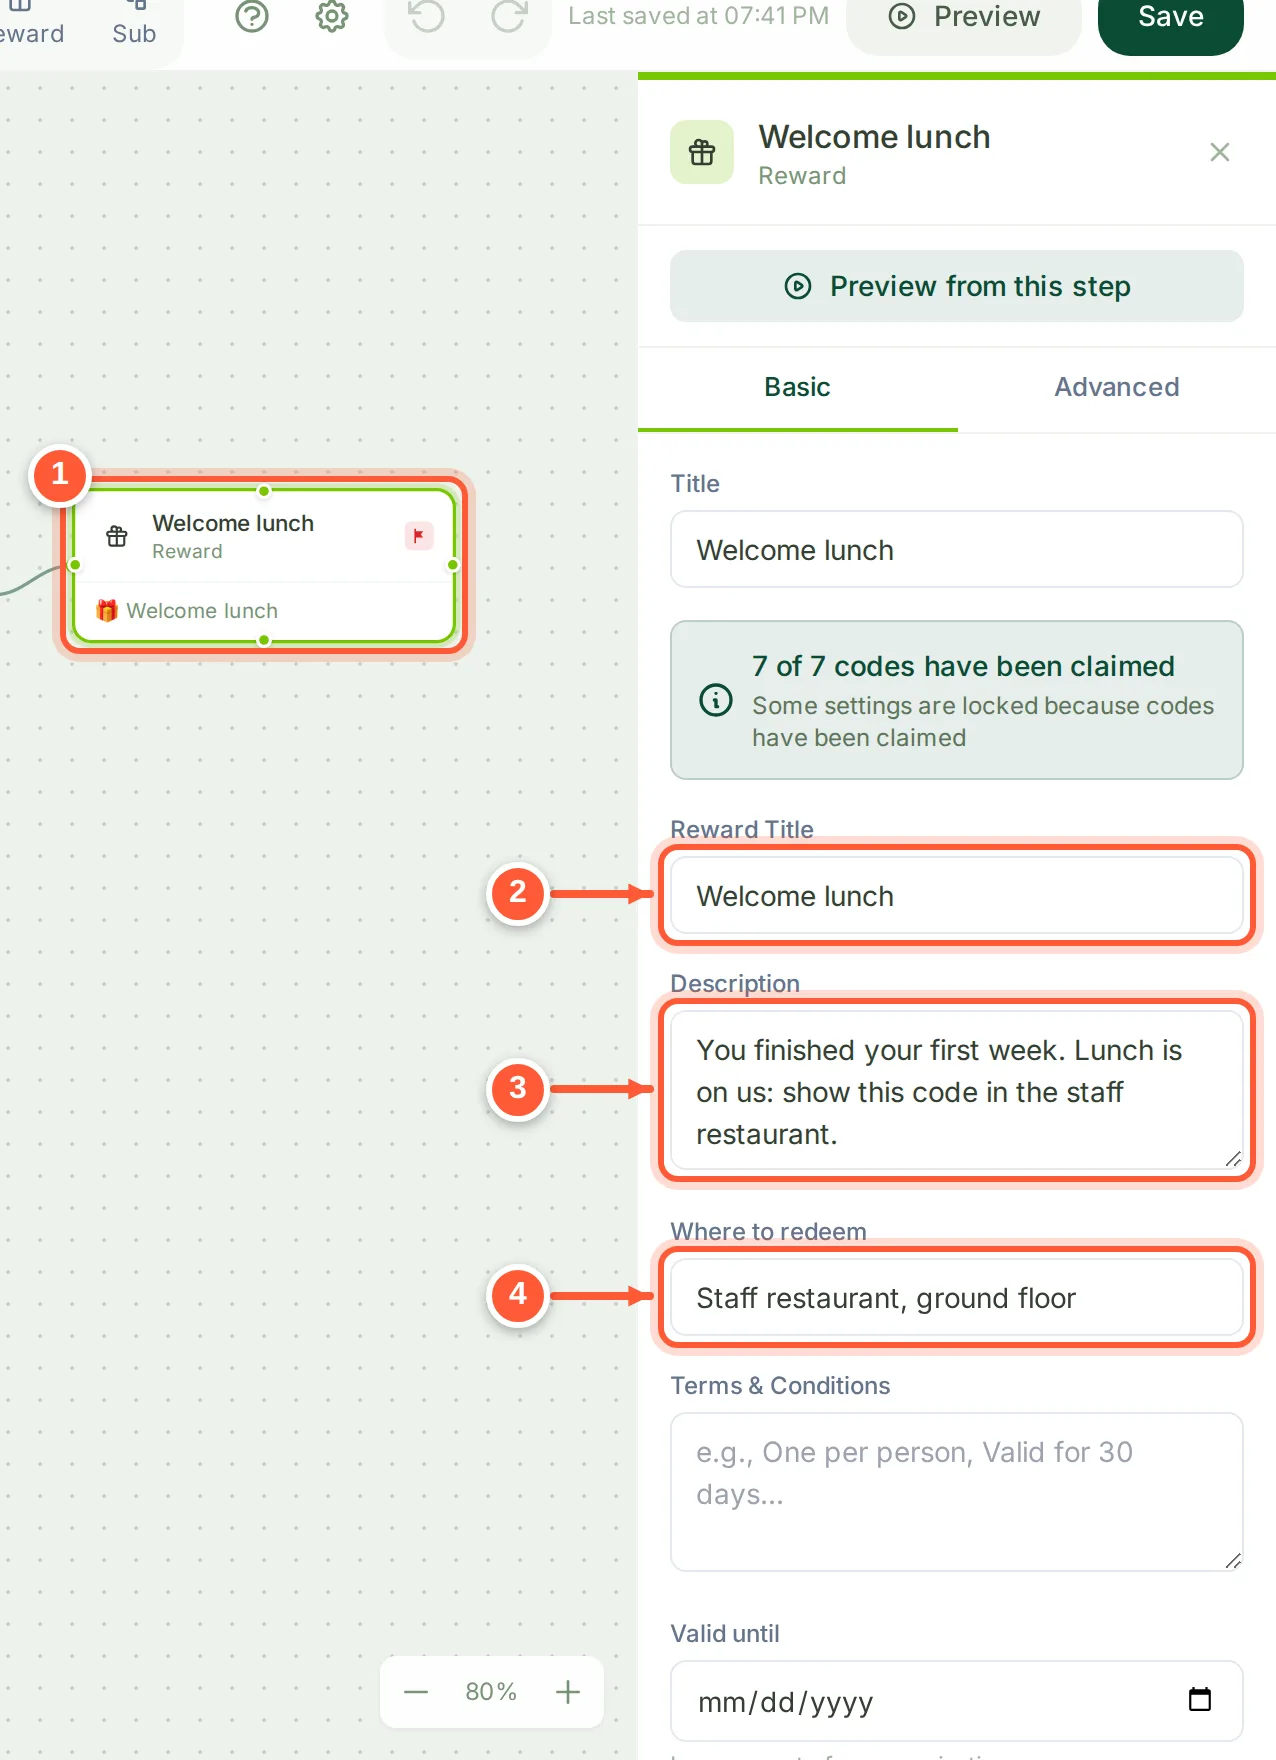 eward
Sub
Last saved at 07:41 PM
Preview
Save
Welcome lunch
Reward
Preview from this step
Basic
Advanced
Title
Welcome lunch
1
Welcome lunch
Reward
🎁 Welcome lunch
7 of 7 codes have been claimed
Some settings are locked because codes
have been claimed
Reward Title
2
Welcome lunch
Description
3
You finished your first week. Lunch is
on us: show this code in the staff
restaurant.
Where to redeem
4
Staff restaurant, ground floor
Terms & Conditions
e.g., One per person, Valid for 30
days...
Valid until
80%
mm/dd/yyyy